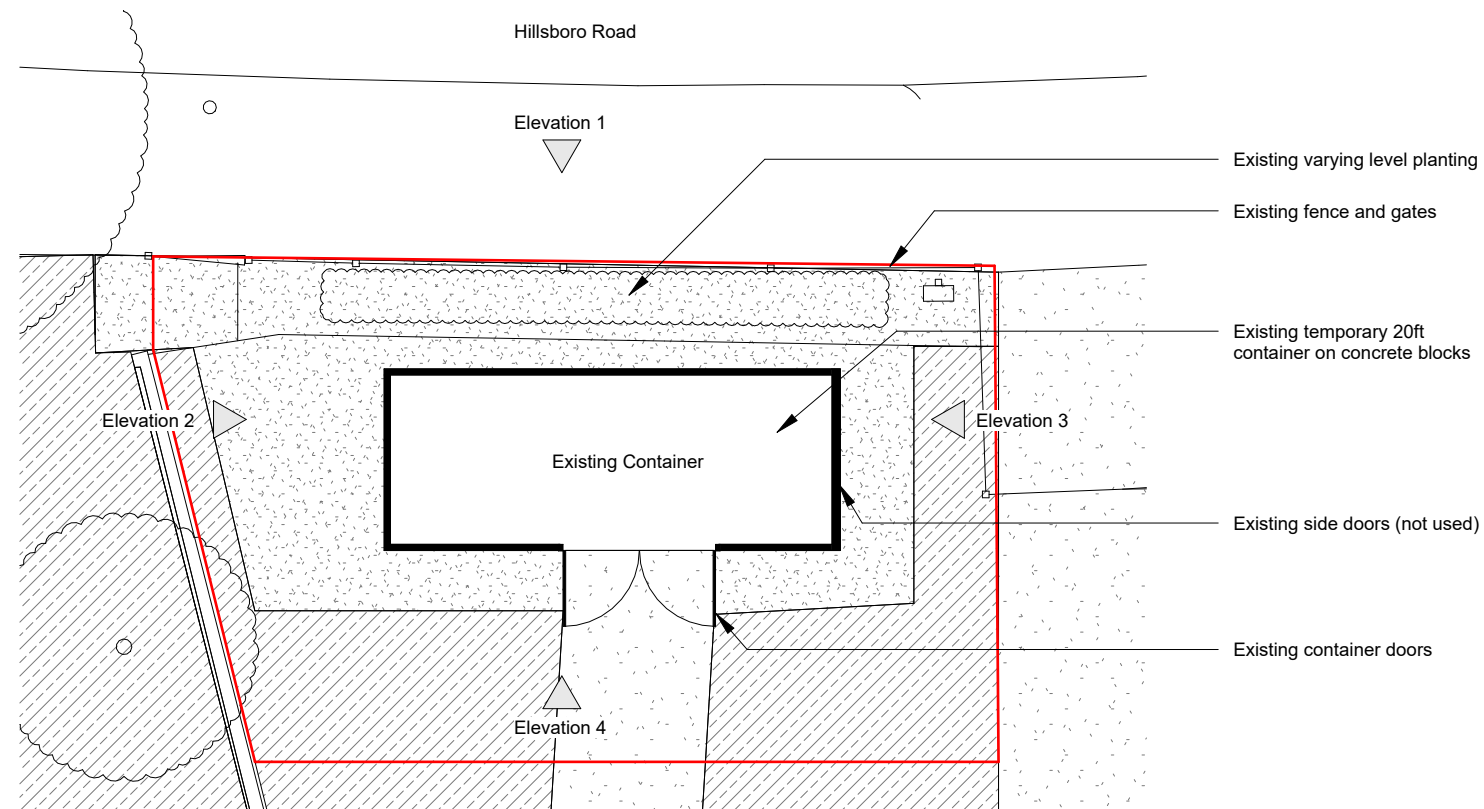 Hillsboro Road
Elevation 1
Existing varying level planting
Existing fence and gates
Existing temporary 20ft
container on concrete blocks
Elevation 2
Elevation 3
Existing Container
Existing side doors (not used)
Existing container doors
Elevation 4